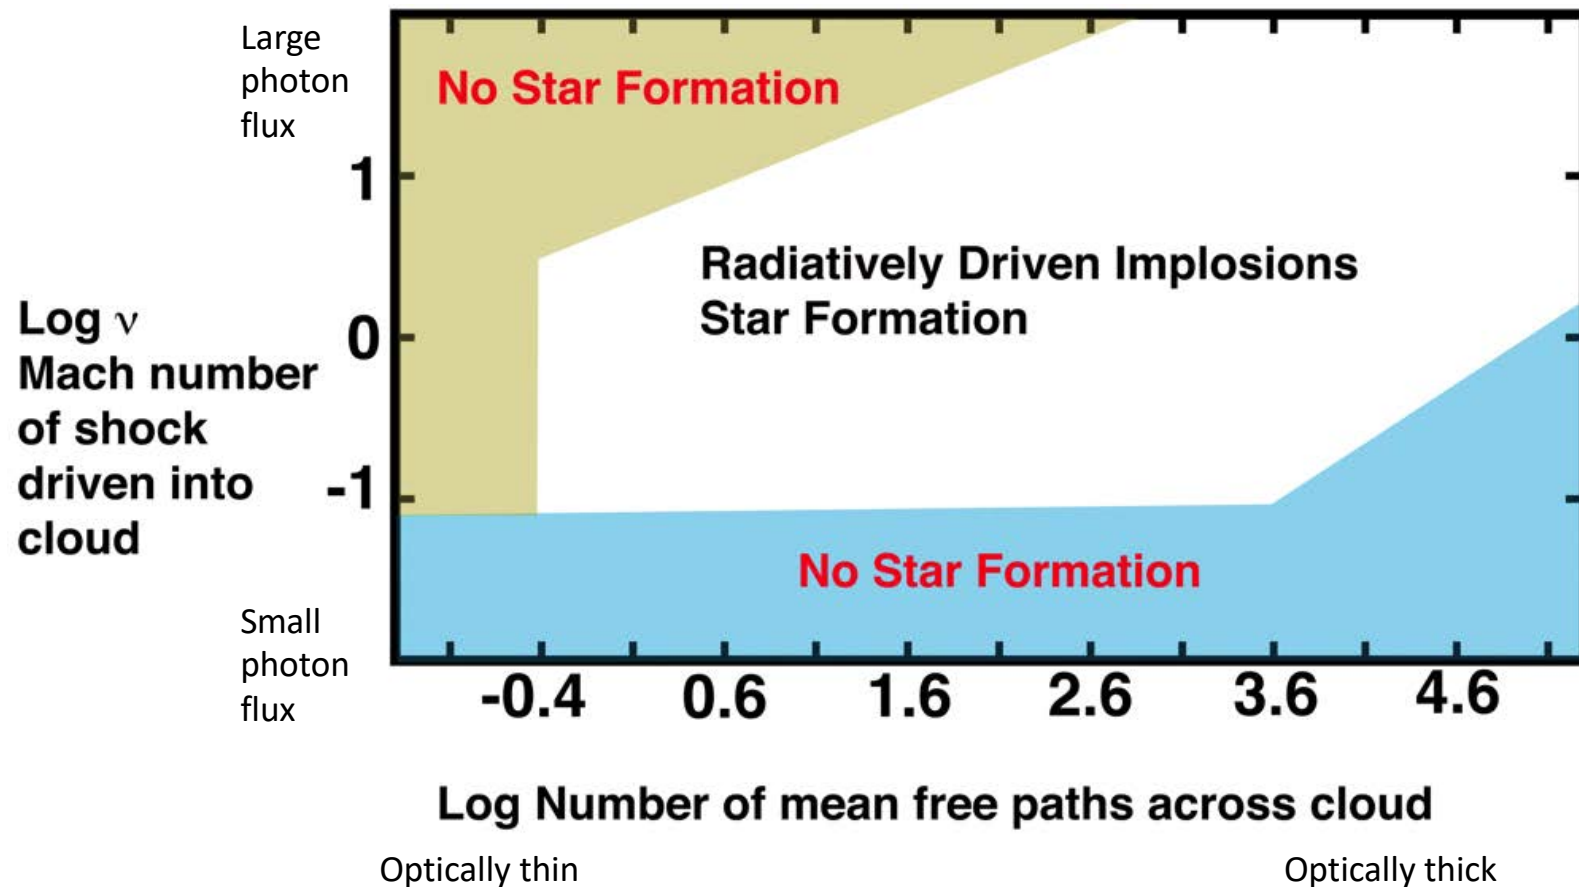 Large
photon
flux
No Star Formation
1
Radiatively Driven Implosions
Star Formation
Log ν
Mach number
of shock
driven into
cloud
0
-1
No Star Formation
Small
photon
flux
-0.4 0.6 1.6 2.6 3.6 4.6
Log Number of mean free paths across cloud
Optically thin Optically thick